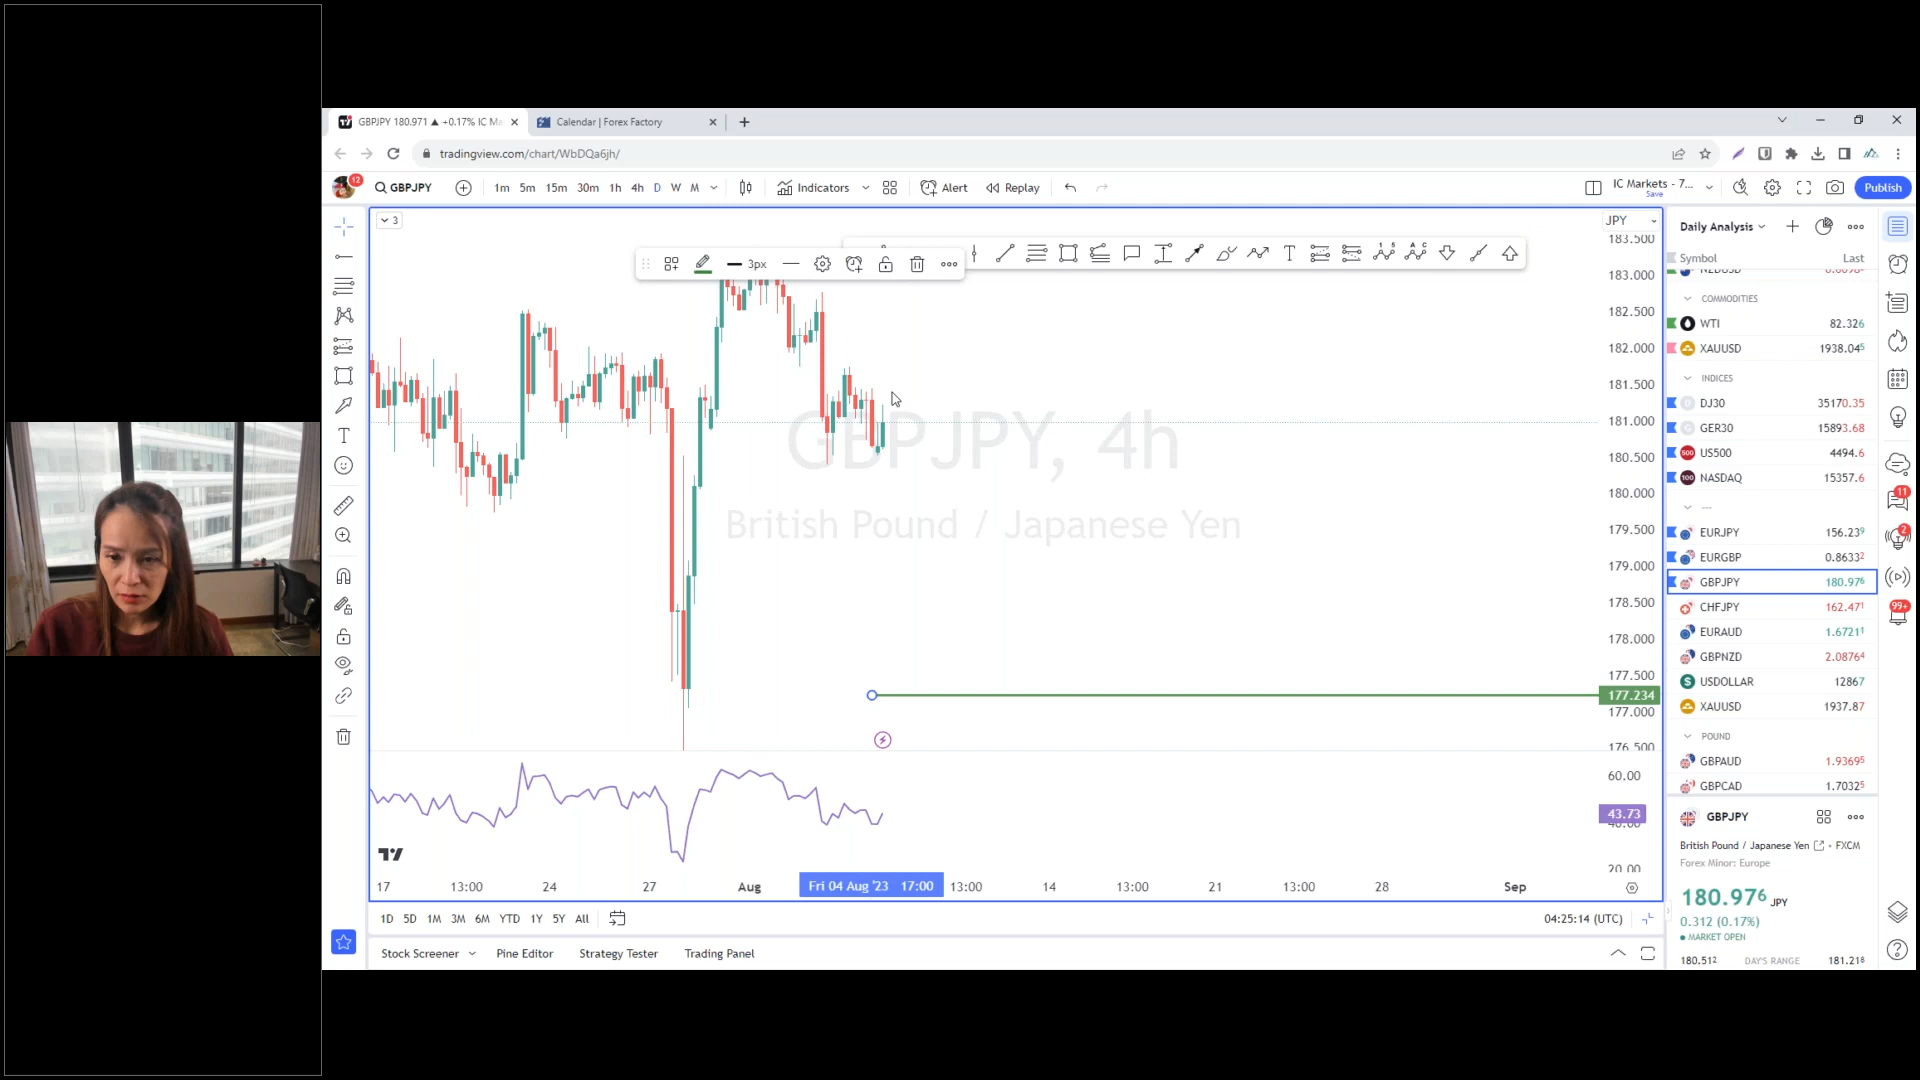 GBPJPY 180.971 ▲ +0.17% IC Ma
Calendar | Forex Factory
tradingview.com/chart/WbDQa6jh/
12
GBPJPY
1m 5m 15m 30m 1h 4h D W M
Indicators
Alert
Replay
IC Markets - 7...
Save
Publish
3
JPY
3px
183.500
183.000
182.500
182.000
181.500
181.000
180.500
180.000
179.500
179.000
178.500
178.000
177.500
177.234
177.000
176.500
GBPJPY, 4h
British Pound / Japanese Yen
60.00
43.73
40.00
20.00
17 13:00 24 27 Aug Fri 04 Aug '23 17:00 13:00 14 13:00 21 13:00 28 Sep
1D 5D 1M 3M 6M YTD 1Y 5Y All
04:25:14 (UTC)
Stock Screener Pine Editor Strategy Tester Trading Panel
Daily Analysis
Symbol Last
NZDUSD
COMMODITIES
WTI 82.326
XAUUSD 1938.045
INDICES
DJ30 35170.35
GER30 15893.68
US500 4494.6
NASDAQ 15357.6
---
EURJPY 156.239
EURGBP 0.86332
GBPJPY 180.976
CHFJPY 162.471
EURAUD 1.67211
GBPNZD 2.08764
USDOLLAR 12867
XAUUSD 1937.87
POUND
GBPAUD 1.93695
GBPCAD 1.70325
GBPJPY
British Pound / Japanese Yen • FXCM
Forex Minor: Europe
180.976 JPY
0.312 (0.17%)
MARKET OPEN
180.512 DAY'S RANGE 181.218
11
2
99+